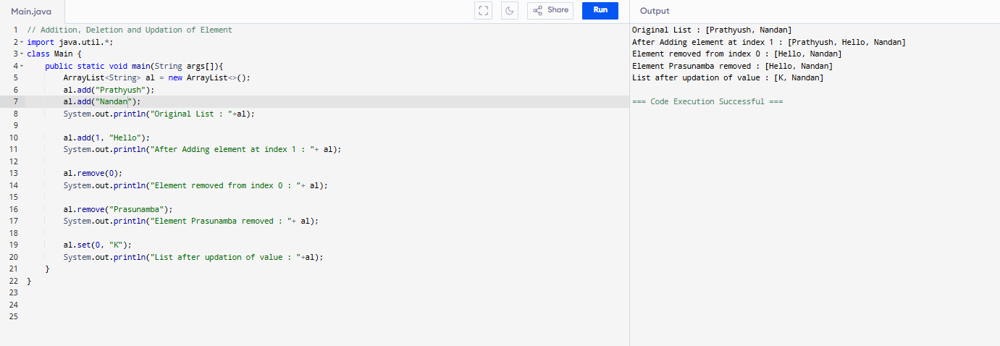 Main.java
Share
Run
Output
1 // Addition, Deletion and Updation of Element
2 import java.util.*;
3 class Main {
4     public static void main(String args[]){
5         ArrayList<String> al = new ArrayList<>();
6         al.add("Prathyush");
7         al.add("Nandan");
8         System.out.println("Original List : "+al);
9
10         al.add(1, "Hello");
11         System.out.println("After Adding element at index 1 : "+ al);
12
13         al.remove(0);
14         System.out.println("Element removed from index 0 : "+ al);
15
16         al.remove("Prasunamba");
17         System.out.println("Element Prasunamba removed : "+ al);
18
19         al.set(0, "K");
20         System.out.println("List after updation of value : "+al);
21     }
22 }
23
24
25
Original List : [Prathyush, Nandan]
After Adding element at index 1 : [Prathyush, Hello, Nandan]
Element removed from index 0 : [Hello, Nandan]
Element Prasunamba removed : [Hello, Nandan]
List after updation of value : [K, Nandan]
=== Code Execution Successful ===